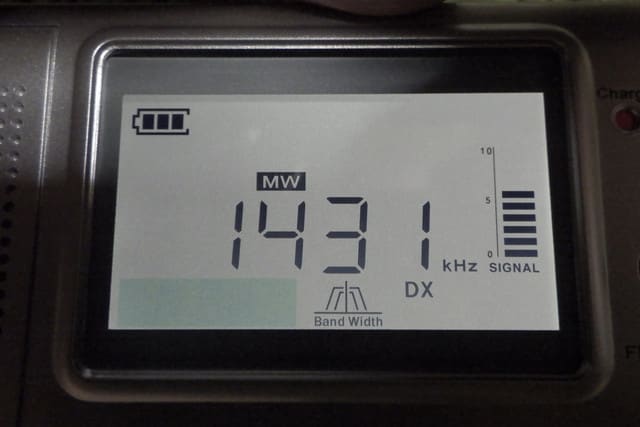 MW
1431 kHz
10
5
0
SIGNAL
DX
Band Width